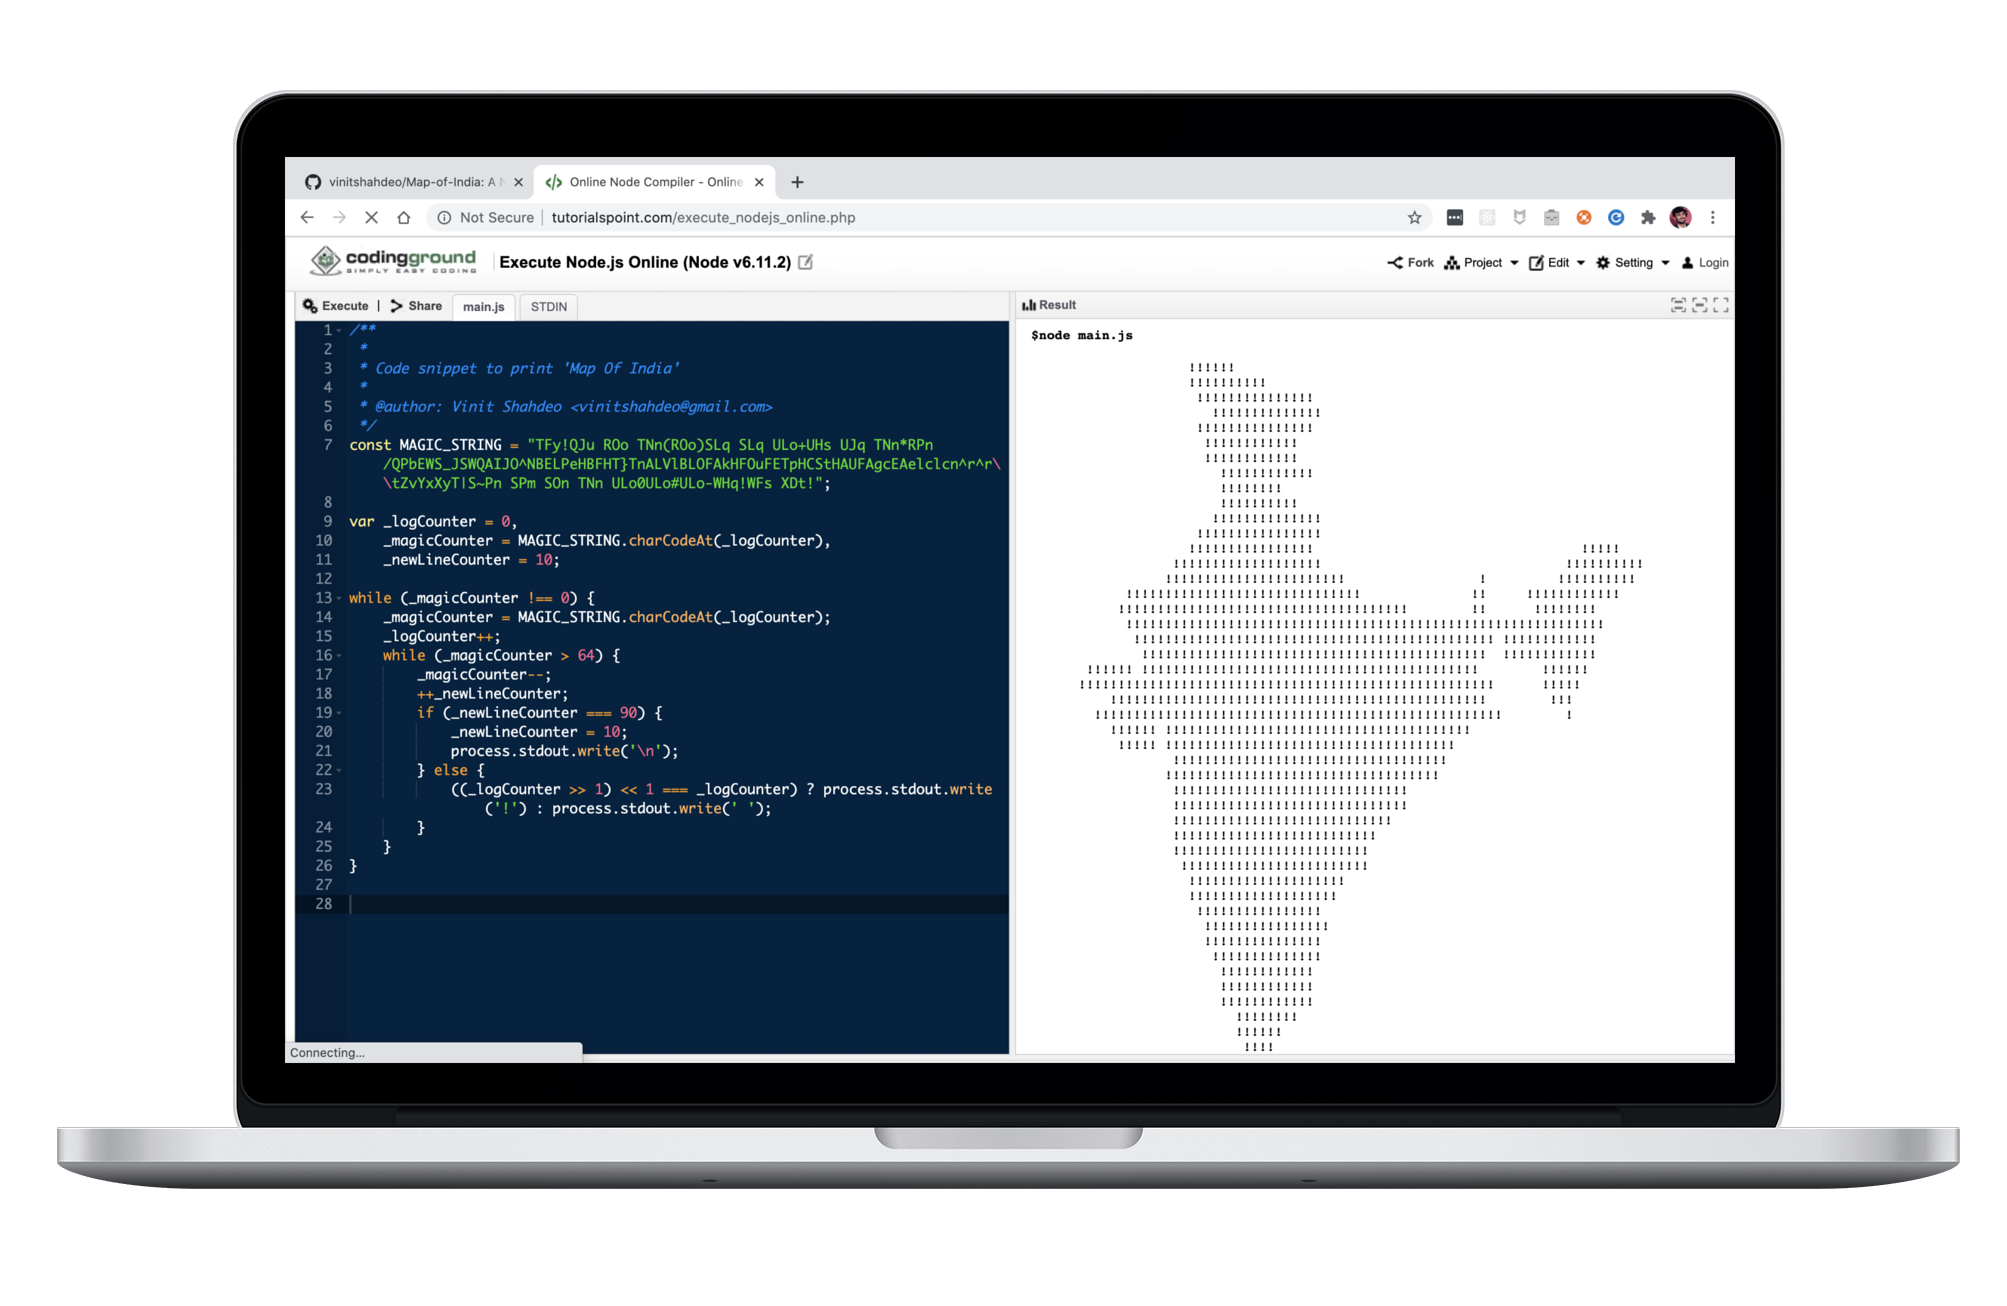 vinitshahdeo/Map-of-India: A
Online Node Compiler - Online
Not Secure | tutorialspoint.com/execute_nodejs_online.php
codingground
SIMPLY EASY CODING
Execute Node.js Online (Node v6.11.2)
Fork Project Edit Setting Login
Execute | Share main.js STDIN
Result
1 /**
2  *
3  * Code snippet to print 'Map Of India'
4  *
5  * @author: Vinit Shahdeo <vinitshahdeo@gmail.com>
6  */
7 const MAGIC_STRING = "TFy!QJu ROo TNn(ROo)SLq SLq ULo+UHs UJq TNn*RPn
/QPbEWS_JSWQAIJO^NBELPeHBFHT}TnALVlBLOFAkHFOuFETpHCStHAUFAgcEAelclcn^r^r\
\tZvYxXyT|S~Pn SPm SOn TNn ULo0ULo#ULo-WHq!WFs XDt!";
8
9 var _logCounter = 0,
10 _magicCounter = MAGIC_STRING.charCodeAt(_logCounter),
11 _newLineCounter = 10;
12
13 while (_magicCounter !== 0) {
14 _magicCounter = MAGIC_STRING.charCodeAt(_logCounter);
15 _logCounter++;
16 while (_magicCounter > 64) {
17 _magicCounter--;
18 ++_newLineCounter;
19 if (_newLineCounter === 90) {
20 _newLineCounter = 10;
21 process.stdout.write('\n');
22 } else {
23 ((_logCounter >> 1) << 1 === _logCounter) ? process.stdout.write
('!') : process.stdout.write(' ');
24 }
25 }
26 }
27
28
$node main.js
Connecting...